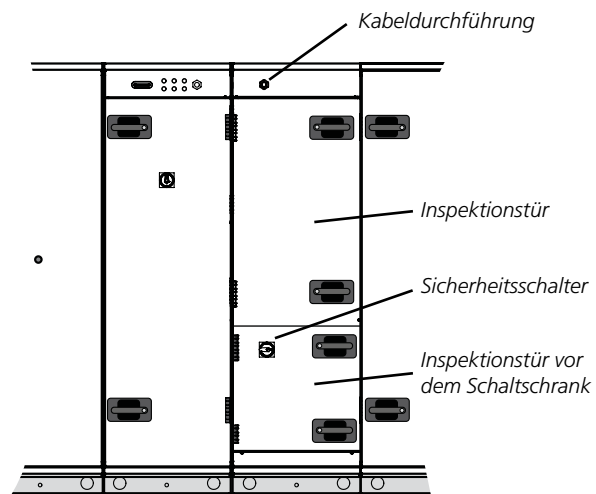 Kabeldurchführung
Inspektionstür
Sicherheitsschalter
Inspektionstür vor
dem Schaltschrank